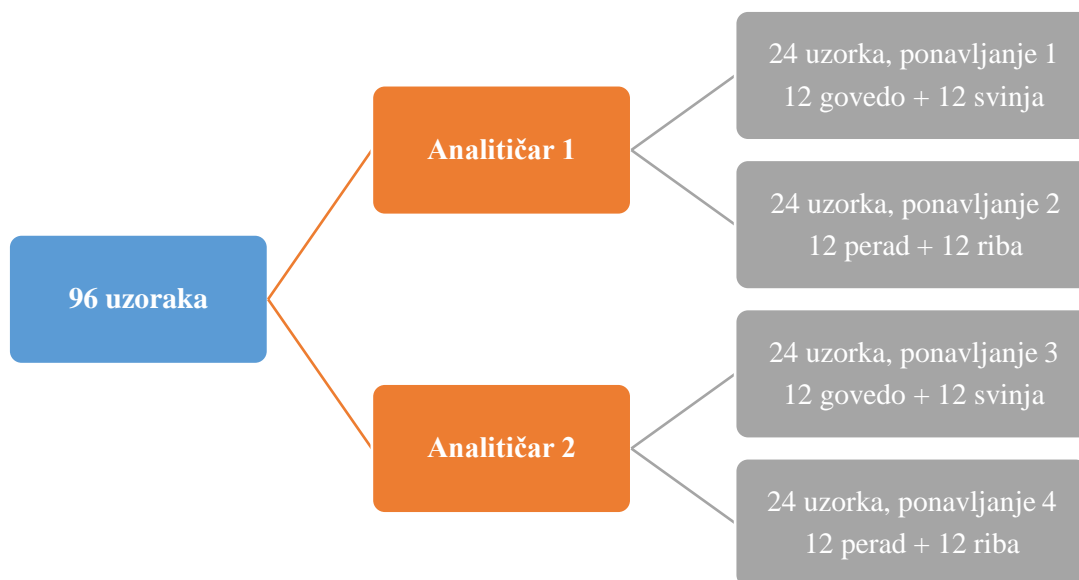 96 uzoraka
Analitičar 1
24 uzorka, ponavljanje 1
12 govedo + 12 svinja
24 uzorka, ponavljanje 2
12 perad + 12 riba
Analitičar 2
24 uzorka, ponavljanje 3
12 govedo + 12 svinja
24 uzorka, ponavljanje 4
12 perad + 12 riba